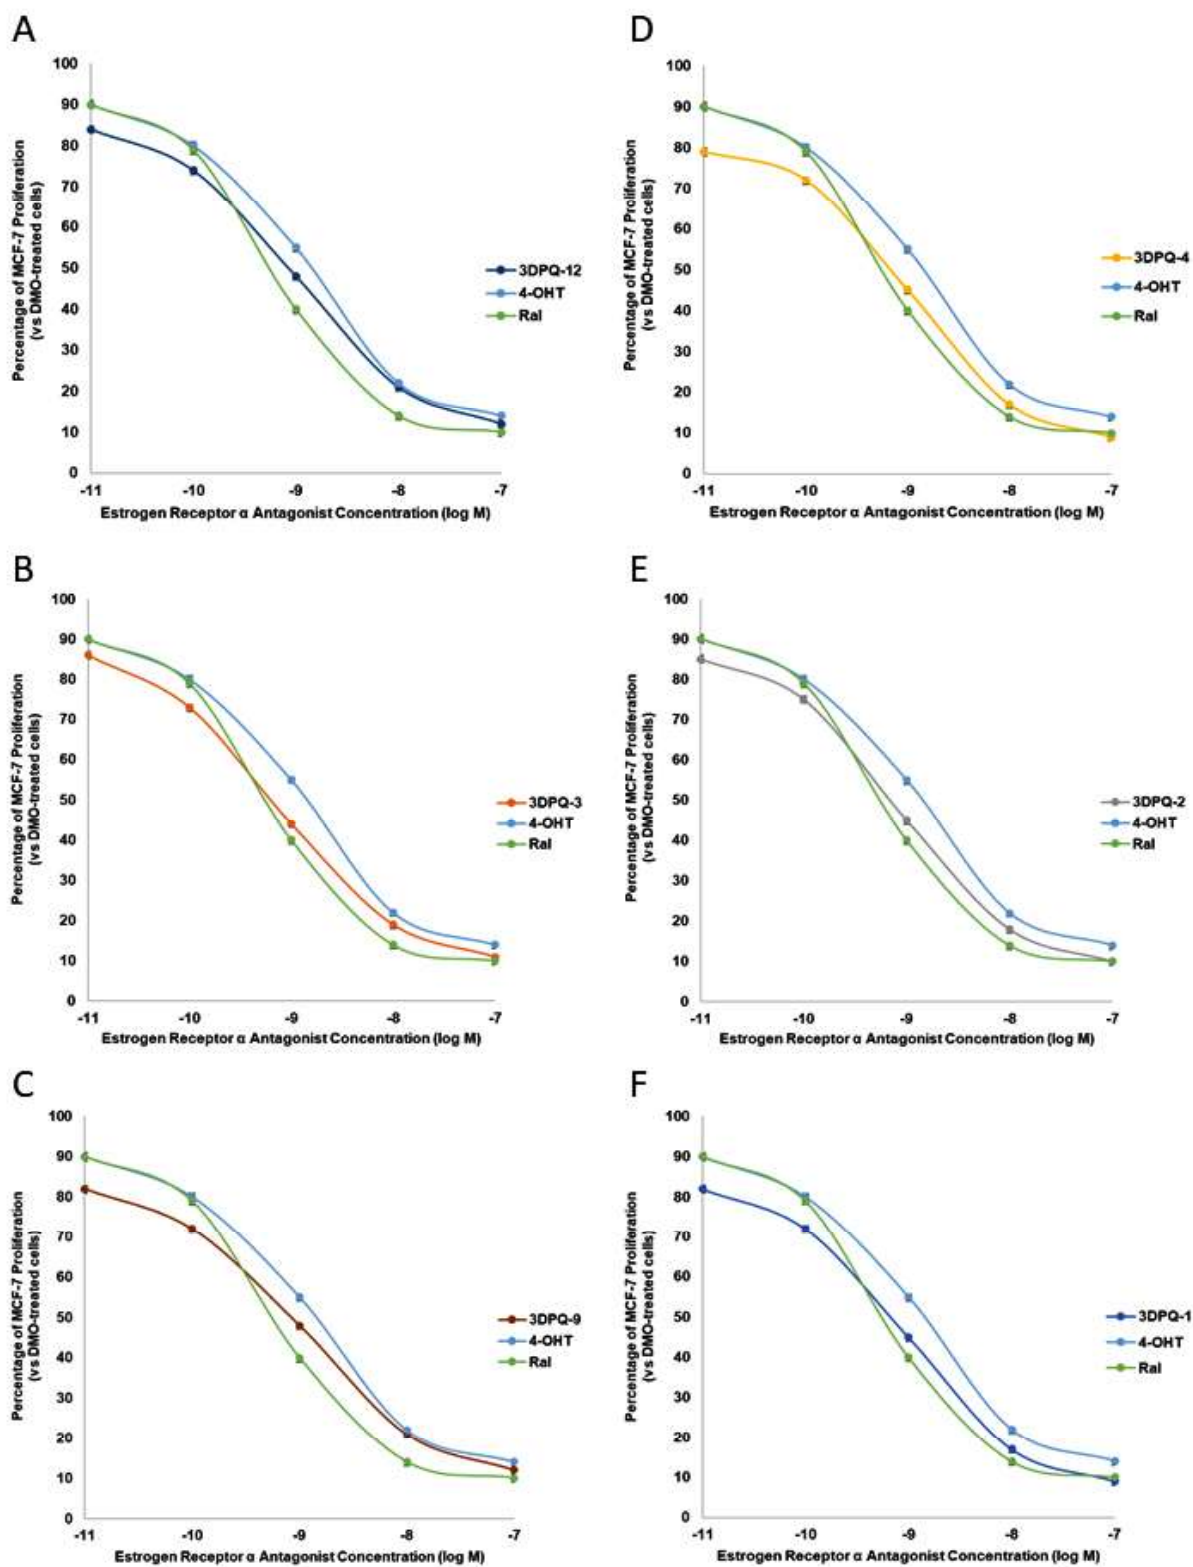 A
Percentage of MCF-7 Proliferation
(vs DMO-treated cells)
100
90
80
70
60
50
40
30
20
10
0
-11 -10 -9 -8 -7
Estrogen Receptor α Antagonist Concentration (log M)
3DPQ-12
4-OHT
Ral
B
Percentage of MCF-7 Proliferation
(vs DMO-treated cells)
100
90
80
70
60
50
40
30
20
10
0
-11 -10 -9 -8 -7
Estrogen Receptor α Antagonist Concentration (log M)
3DPQ-3
4-OHT
Ral
C
Percentage of MCF-7 Proliferation
(vs DMO-treated cells)
100
90
80
70
60
50
40
30
20
10
0
-11 -10 -9 -8 -7
Estrogen Receptor α Antagonist Concentration (log M)
3DPQ-9
4-OHT
Ral
D
Percentage of MCF-7 Proliferation
(vs DMO-treated cells)
100
90
80
70
60
50
40
30
20
10
0
-11 -10 -9 -8 -7
Estrogen Receptor α Antagonist Concentration (log M)
3DPQ-4
4-OHT
Ral
E
Percentage of MCF-7 Proliferation
(vs DMO-treated cells)
100
90
80
70
60
50
40
30
20
10
0
-11 -10 -9 -8 -7
Estrogen Receptor α Antagonist Concentration (log M)
3DPQ-2
4-OHT
Ral
F
Percentage of MCF-7 Proliferation
(vs DMO-treated cells)
100
90
80
70
60
50
40
30
20
10
0
-11 -10 -9 -8 -7
Estrogen Receptor α Antagonist Concentration (log M)
3DPQ-1
4-OHT
Ral